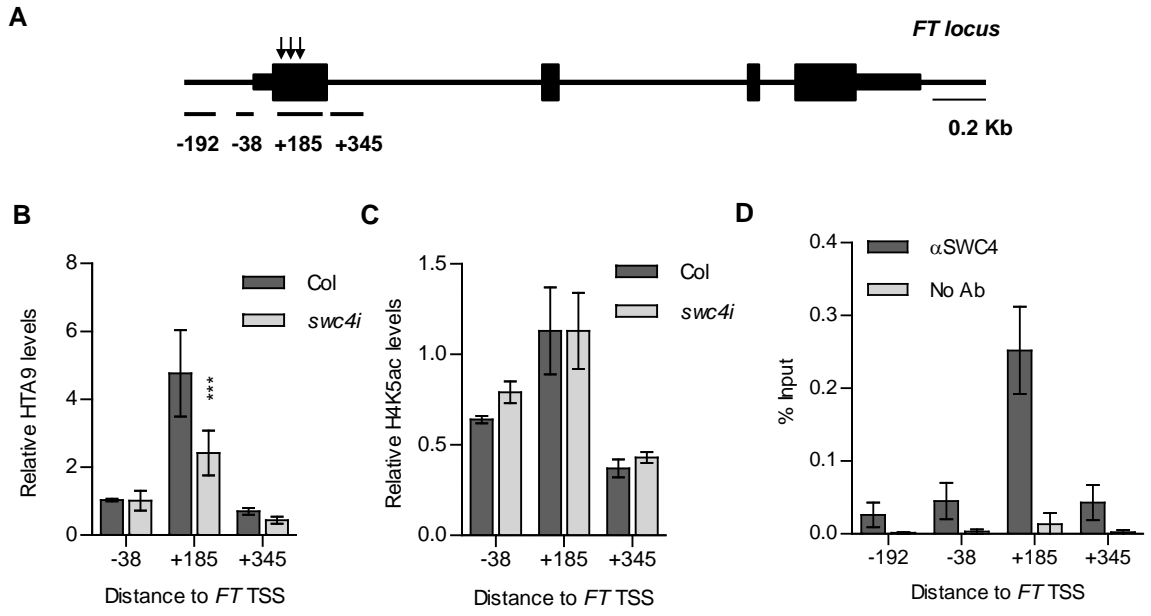 A
FT locus
-192 -38 +185 +345
0.2 Kb
B
Relative HTA9 levels
8
6
4
2
0
Col
swc4i
***
-38 +185 +345
Distance to FT TSS
C
Relative H4K5ac levels
1.5
1.0
0.5
0.0
Col
swc4i
-38 +185 +345
Distance to FT TSS
D
% Input
0.4
0.3
0.2
0.1
0.0
αSWC4
No Ab
-192 -38 +185 +345
Distance to FT TSS